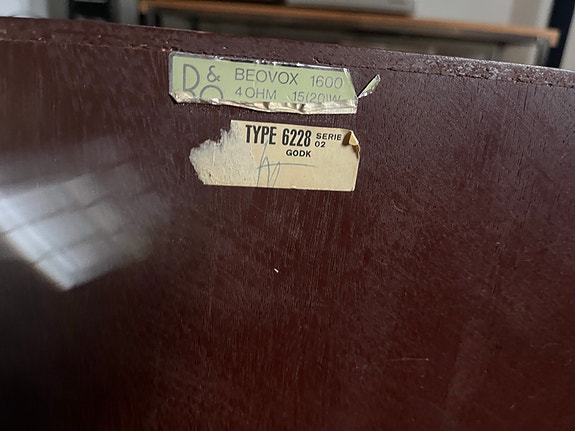 B&O BEOVOX 1600
4 OHM 15(20)W
TYPE 6228 SERIE 02
GODK